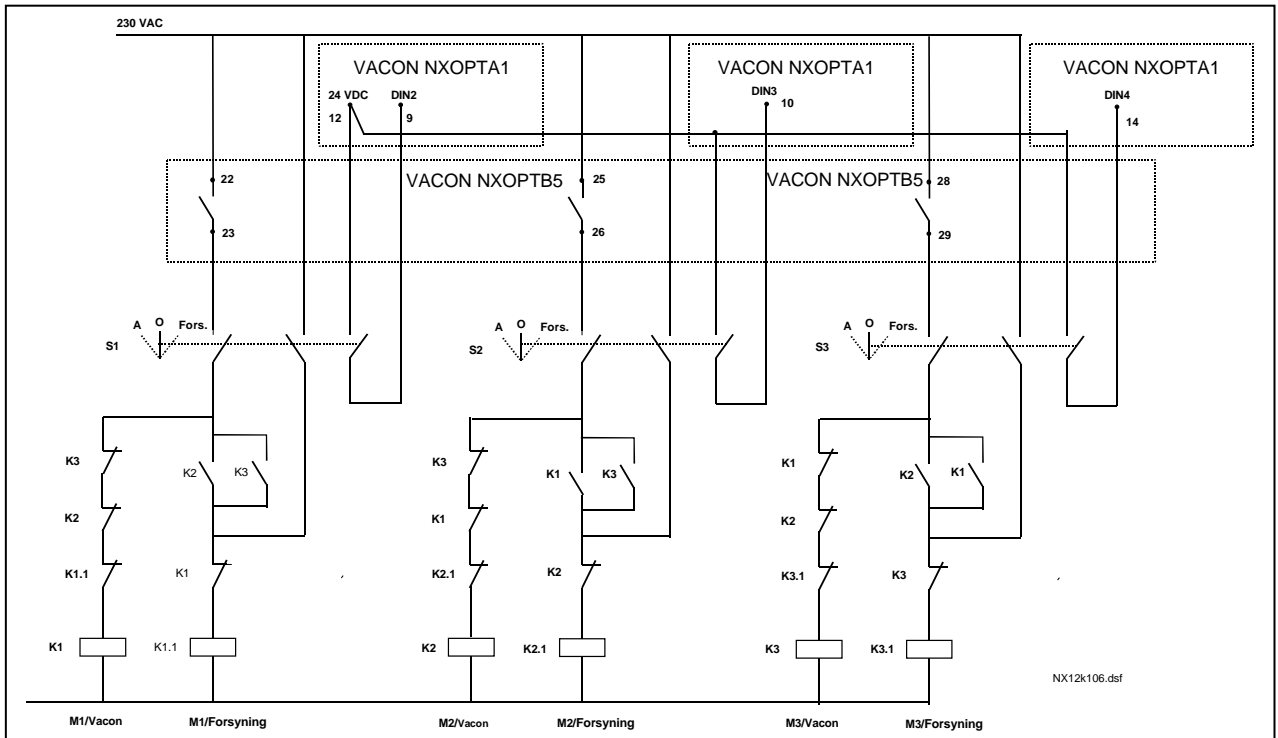 230 VAC
VACON NXOPTA1
VACON NXOPTA1
VACON NXOPTA1
24 VDC
DIN2
DIN3
DIN4
12
9
10
14
22
VACON NXOPTB5
25
VACON NXOPTB5
28
23
26
29
A O Fors.
A O Fors.
A O Fors.
S1
S2
S3
K3
K2
K3
K3
K1
K3
K1
K2
K1
K2
K1
K2
K1.1
K1
K2.1
K2
K3.1
K3
K1
K1.1
K2
K2.1
K3
K3.1
NX12k106.dsf
M1/Vacon
M1/Forsyning
M2/Vacon
M2/Forsyning
M3/Vacon
M3/Forsyning